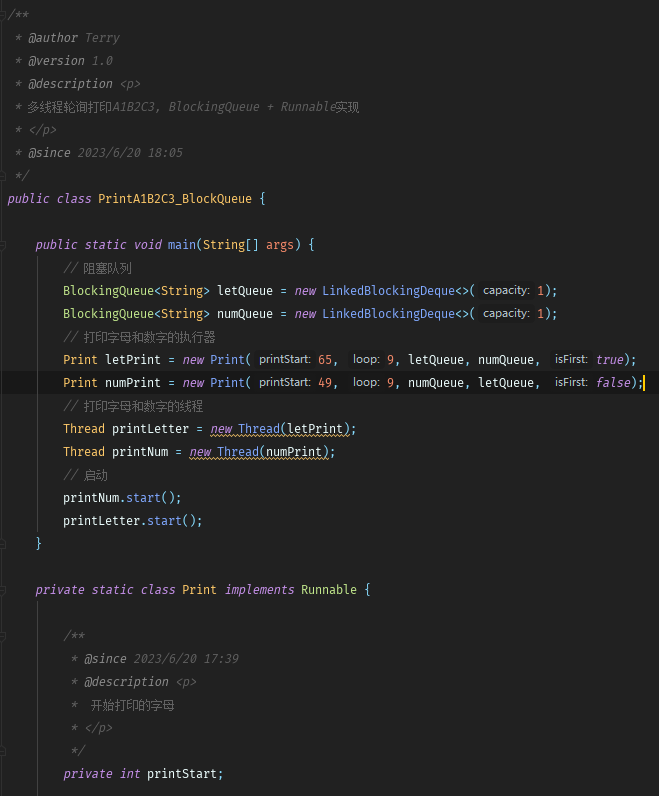 /**
 * @author Terry
 * @version 1.0
 * @description <p>
 * 多线程轮询打印A1B2C3, BlockingQueue + Runnable实现
 * </p>
 * @since 2023/6/20 18:05
 */
public class PrintA1B2C3_BlockQueue {
public static void main(String[] args) {
// 阻塞队列
BlockingQueue<String> letQueue = new LinkedBlockingDeque<>( capacity: 1);
BlockingQueue<String> numQueue = new LinkedBlockingDeque<>( capacity: 1);
// 打印字母和数字的执行器
Print letPrint = new Print( printStart: 65, loop: 9, letQueue, numQueue, isFirst: true);
Print numPrint = new Print( printStart: 49, loop: 9, numQueue, letQueue, isFirst: false);
// 打印字母和数字的线程
Thread printLetter = new Thread(letPrint);
Thread printNum = new Thread(numPrint);
// 启动
printNum.start();
printLetter.start();
}
private static class Print implements Runnable {
/**
 * @since 2023/6/20 17:39
 * @description <p>
 *  开始打印的字母
 * </p>
 */
private int printStart;